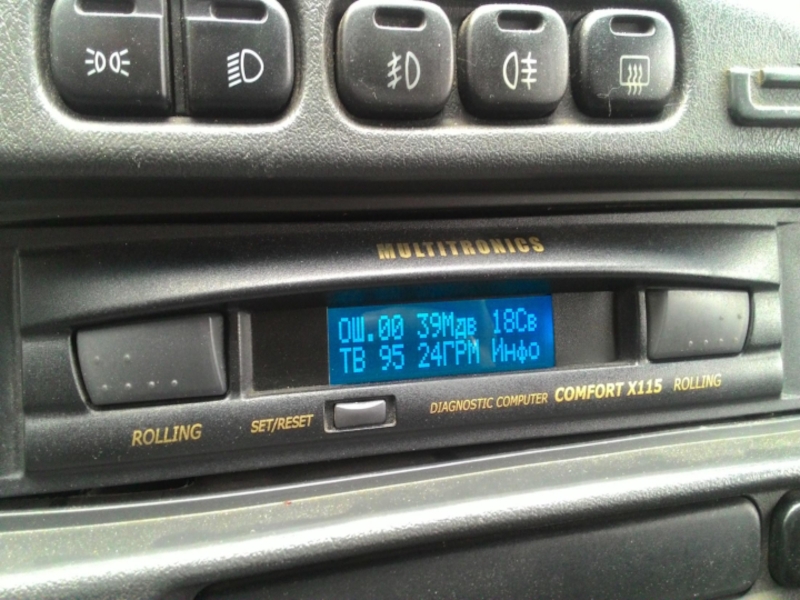 MULTITRONICS
ОШ.00 39Мдв 18Св
ТВ 95 24ГРМ Инфо
ROLLING SET/RESET DIAGNOSTIC COMPUTER COMFORT X115 ROLLING